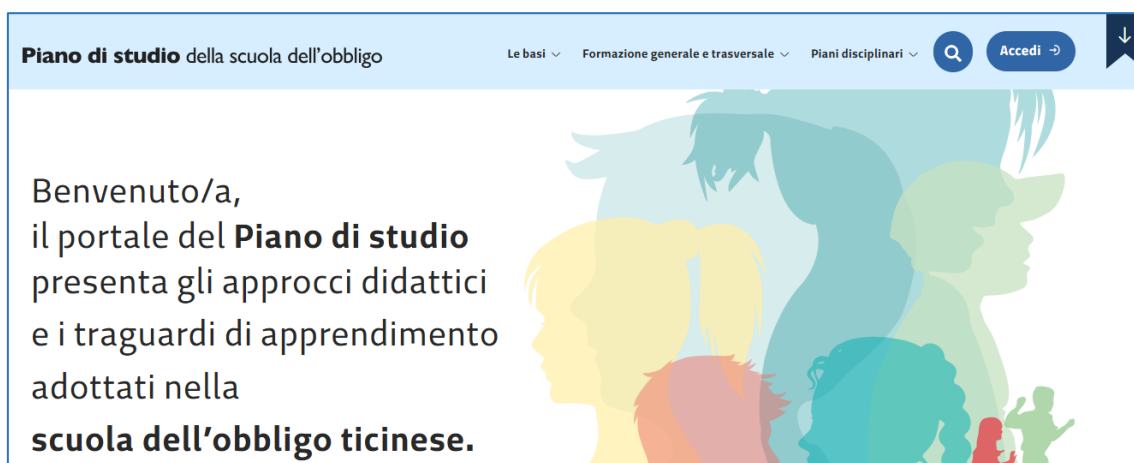 Piano di studio della scuola dell'obbligo
Le basi
Formazione generale e trasversale
Piani disciplinari
Accedi
Benvenuto/a,
il portale del Piano di studio
presenta gli approcci didattici
e i traguardi di apprendimento
adottati nella
scuola dell'obbligo ticinese.